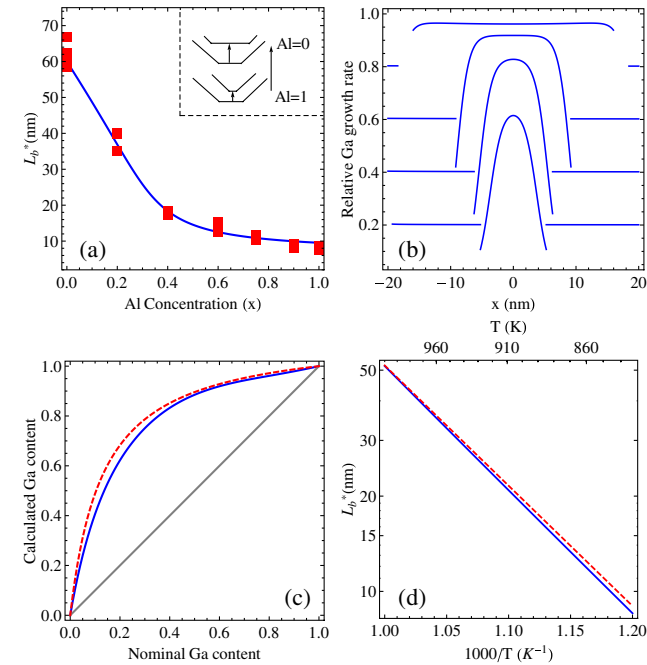 70
60
50
40
30
20
10
L_b^*(nm)
0.0 0.2 0.4 0.6 0.8 1.0
Al Concentration (x)
(a)
Al=0
Al=1
1.0
0.8
0.6
0.4
0.2
Relative Ga growth rate
−20 −10 0 10 20
x (nm)
(b)
1.0
0.8
0.6
0.4
0.2
0.0
Calculated Ga content
0.0 0.2 0.4 0.6 0.8 1.0
Nominal Ga content
(c)
T (K)
960 910 860
50
30
20
15
10
L_b^*(nm)
1.00 1.05 1.10 1.15 1.20
1000/T (K^-1)
(d)